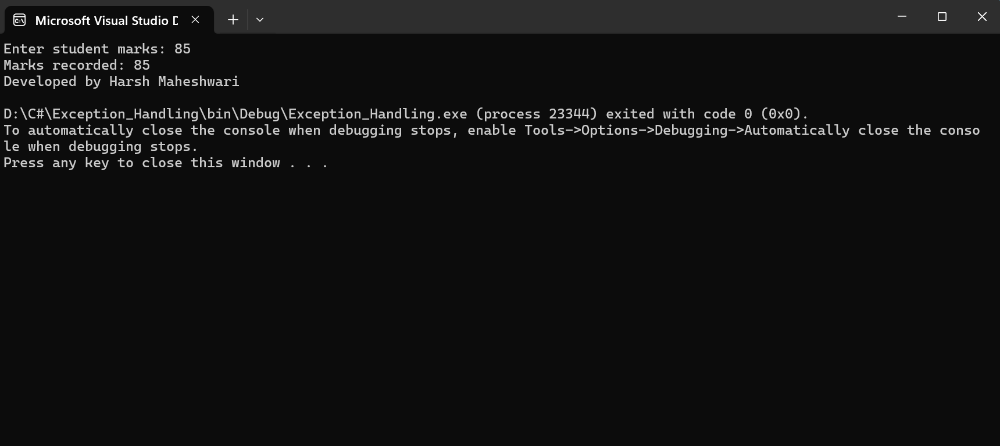 Microsoft Visual Studio D
Enter student marks: 85
Marks recorded: 85
Developed by Harsh Maheshwari
D:\C#\Exception_Handling\bin\Debug\Exception_Handling.exe (process 23344) exited with code 0 (0x0).
To automatically close the console when debugging stops, enable Tools->Options->Debugging->Automatically close the conso
le when debugging stops.
Press any key to close this window . . .